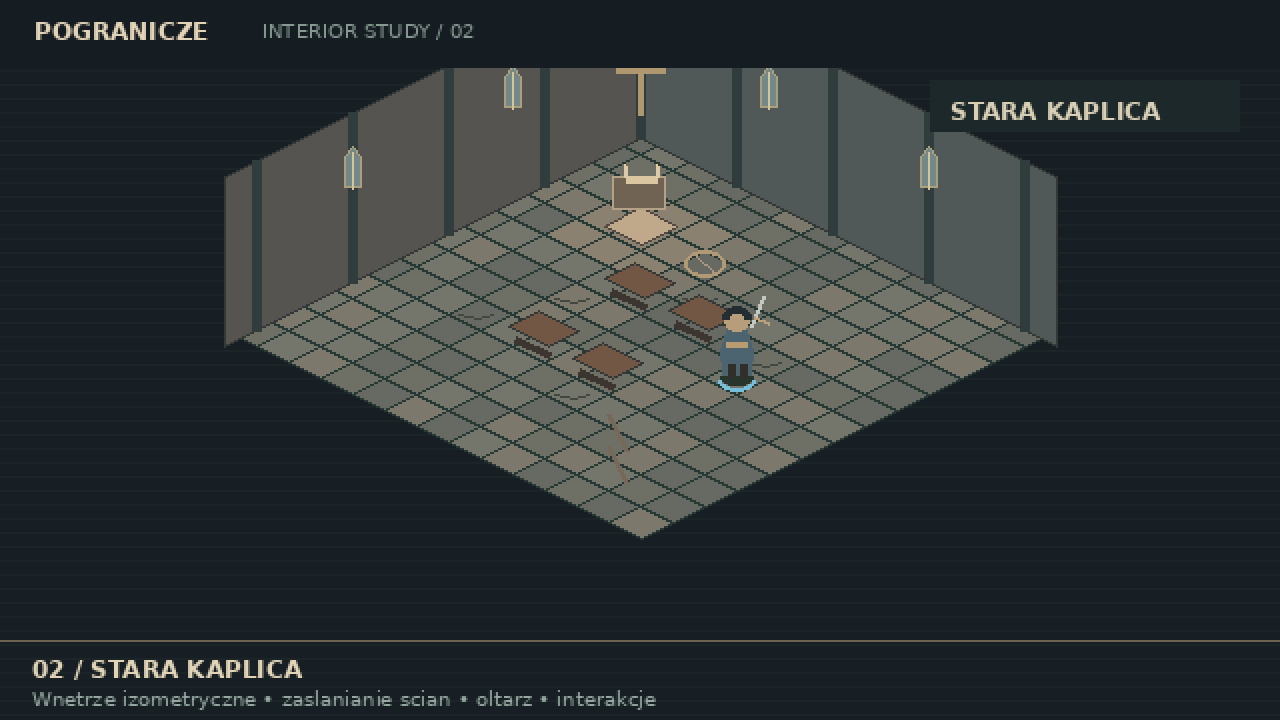 POGRANICZE INTERIOR STUDY / 02
STARA KAPLICA
02 / STARA KAPLICA
Wnetrze izometryczne • zaslanianie scian • oltarz • interakcje